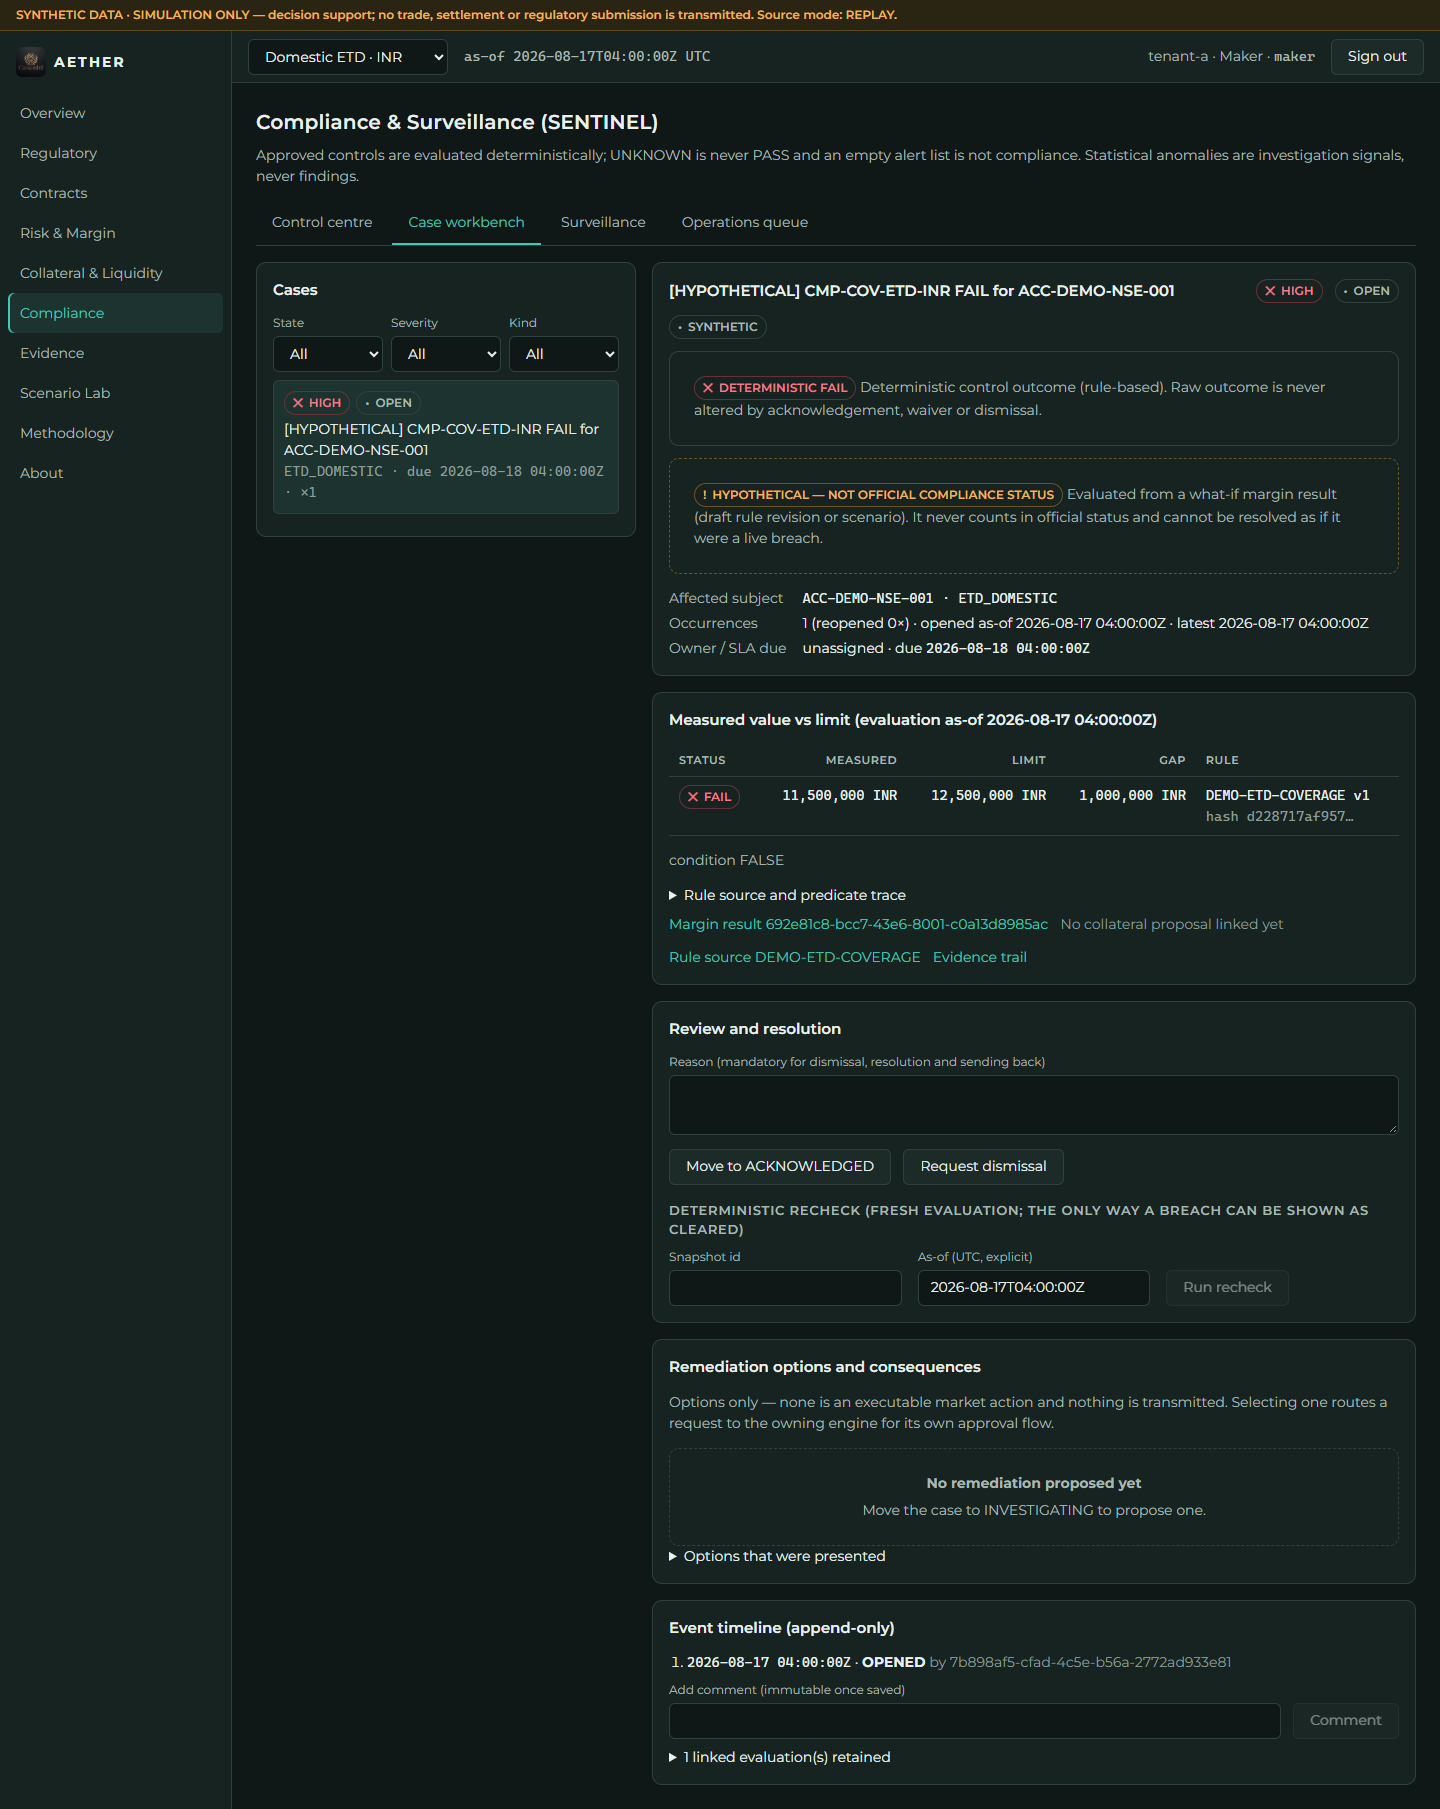 SYNTHETIC DATA · SIMULATION ONLY — decision support; no trade, settlement or regulatory submission is transmitted. Source mode: REPLAY.
AETHER
Domestic ETD · INR
as-of 2026-08-17T04:00:00Z UTC
tenant-a · Maker · maker
Sign out
Overview
Regulatory
Contracts
Risk & Margin
Collateral & Liquidity
Compliance
Evidence
Scenario Lab
Methodology
About
Compliance & Surveillance (SENTINEL)
Approved controls are evaluated deterministically; UNKNOWN is never PASS and an empty alert list is not compliance. Statistical anomalies are investigation signals,
never findings.
Control centre
Case workbench
Surveillance
Operations queue
Cases
State
Severity
Kind
All
All
All
HIGH
· OPEN
[HYPOTHETICAL] CMP-COV-ETD-INR FAIL for
ACC-DEMO-NSE-001
ETD_DOMESTIC · due 2026-08-18 04:00:00Z
· ×1
[HYPOTHETICAL] CMP-COV-ETD-INR FAIL for ACC-DEMO-NSE-001
HIGH
· OPEN
· SYNTHETIC
DETERMINISTIC FAIL Deterministic control outcome (rule-based). Raw outcome is never
altered by acknowledgement, waiver or dismissal.
! HYPOTHETICAL — NOT OFFICIAL COMPLIANCE STATUS Evaluated from a what-if margin result
(draft rule revision or scenario). It never counts in official status and cannot be resolved as if it
were a live breach.
Affected subject ACC-DEMO-NSE-001 · ETD_DOMESTIC
Occurrences 1 (reopened 0×) · opened as-of 2026-08-17 04:00:00Z · latest 2026-08-17 04:00:00Z
Owner / SLA due unassigned · due 2026-08-18 04:00:00Z
Measured value vs limit (evaluation as-of 2026-08-17 04:00:00Z)
STATUS MEASURED LIMIT GAP RULE
FAIL 11,500,000 INR 12,500,000 INR 1,000,000 INR DEMO-ETD-COVERAGE v1
hash d228717af957…
condition FALSE
▶ Rule source and predicate trace
Margin result 692e81c8-bcc7-43e6-8001-c0a13d8985ac No collateral proposal linked yet
Rule source DEMO-ETD-COVERAGE Evidence trail
Review and resolution
Reason (mandatory for dismissal, resolution and sending back)
Move to ACKNOWLEDGED
Request dismissal
DETERMINISTIC RECHECK (FRESH EVALUATION; THE ONLY WAY A BREACH CAN BE SHOWN AS
CLEARED)
Snapshot id
As-of (UTC, explicit)
2026-08-17T04:00:00Z
Run recheck
Remediation options and consequences
Options only — none is an executable market action and nothing is transmitted. Selecting one routes a
request to the owning engine for its own approval flow.
No remediation proposed yet
Move the case to INVESTIGATING to propose one.
▶ Options that were presented
Event timeline (append-only)
1. 2026-08-17 04:00:00Z · OPENED by 7b898af5-cfad-4c5e-b56a-2772ad933e81
Add comment (immutable once saved)
Comment
▶ 1 linked evaluation(s) retained